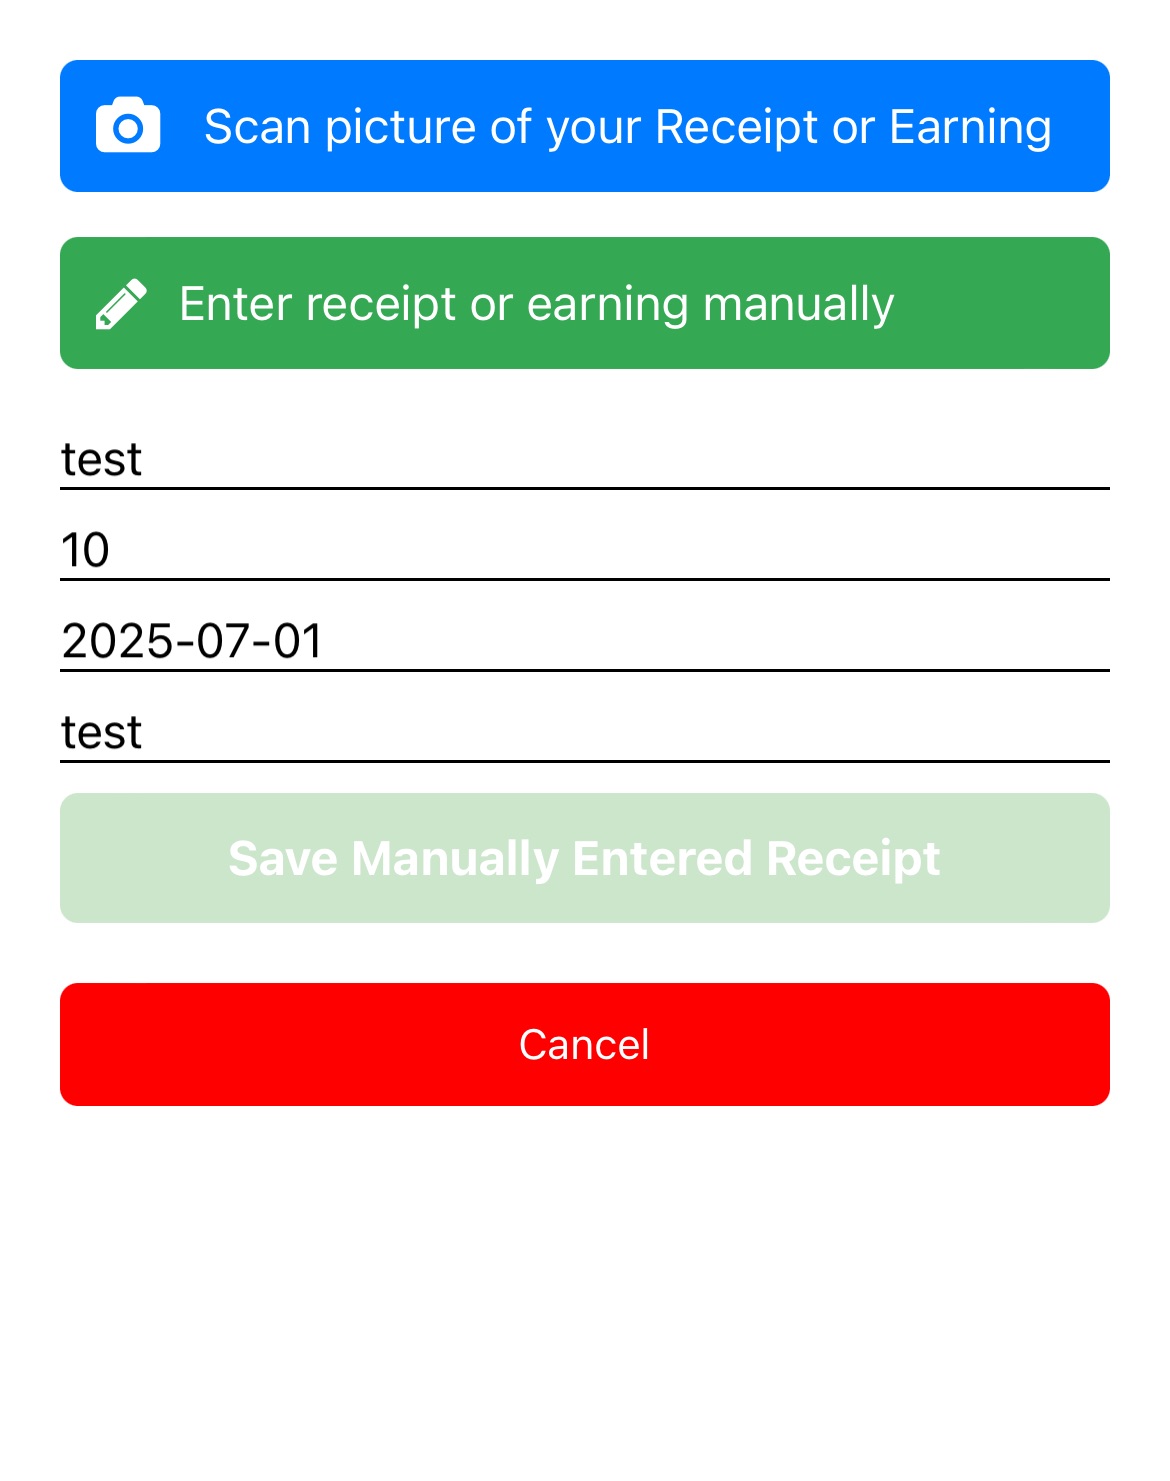 Scan picture of your Receipt or Earning
Enter receipt or earning manually
test
10
2025-07-01
test
Save Manually Entered Receipt
Cancel